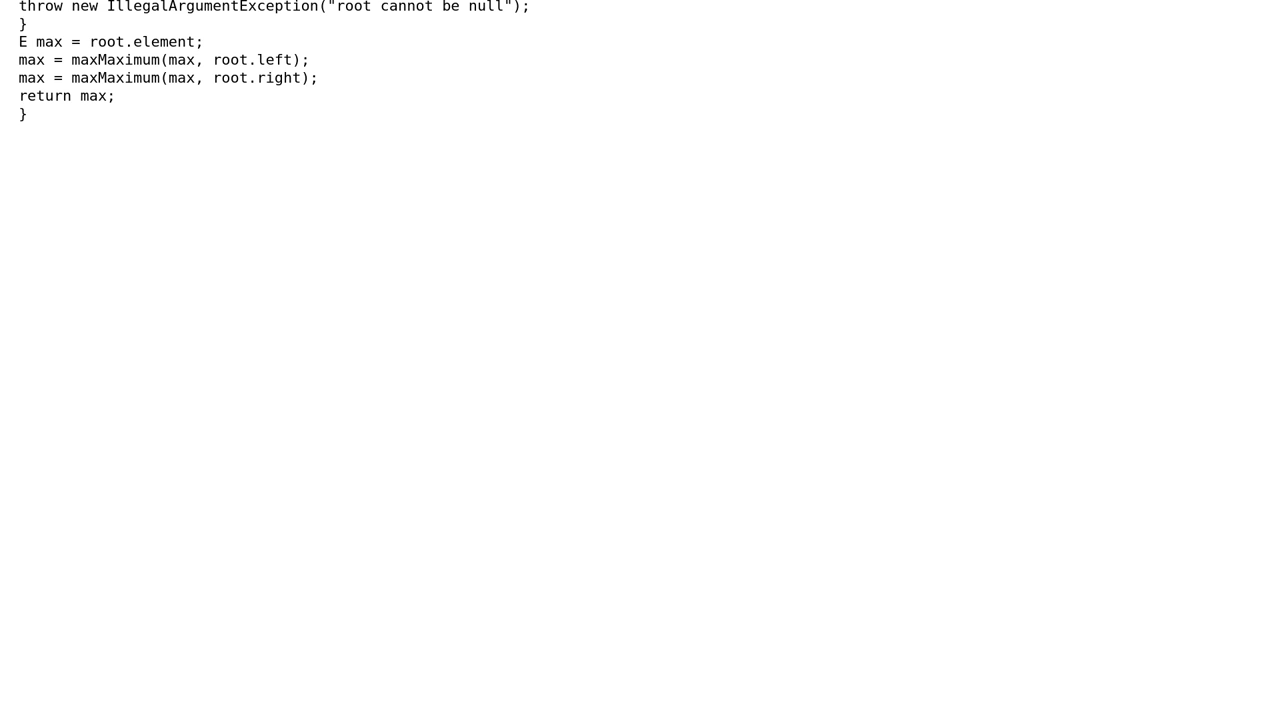 throw new IllegalArgumentException("root cannot be null");
}
E max = root.element;
max = maxMaximum(max, root.left);
max = maxMaximum(max, root.right);
return max;
}